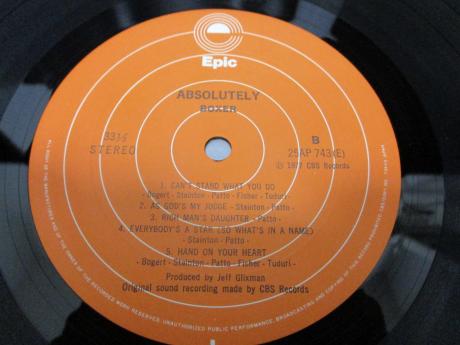 Epic
ABSOLUTELY
BOXER
33⅓
STEREO
B
25AP 743(E)
Ⓟ 1977 CBS Records
1. CAN'T STAND WHAT YOU DO
- Bogert - Stainton - Patto - Fisher - Tuduri -
2. AS GOD'S MY JUDGE - Stainton - Patto -
3. RICH MAN'S DAUGHTER - Patto -
4. EVERYBODY'S A STAR (SO WHAT'S IN A NAME)
- Stainton - Patto -
5. HAND ON YOUR HEART
- Bogert - Stainton - Patto - Fisher - Tuduri -
Produced by Jeff Glixman
Original sound recording made by CBS Records